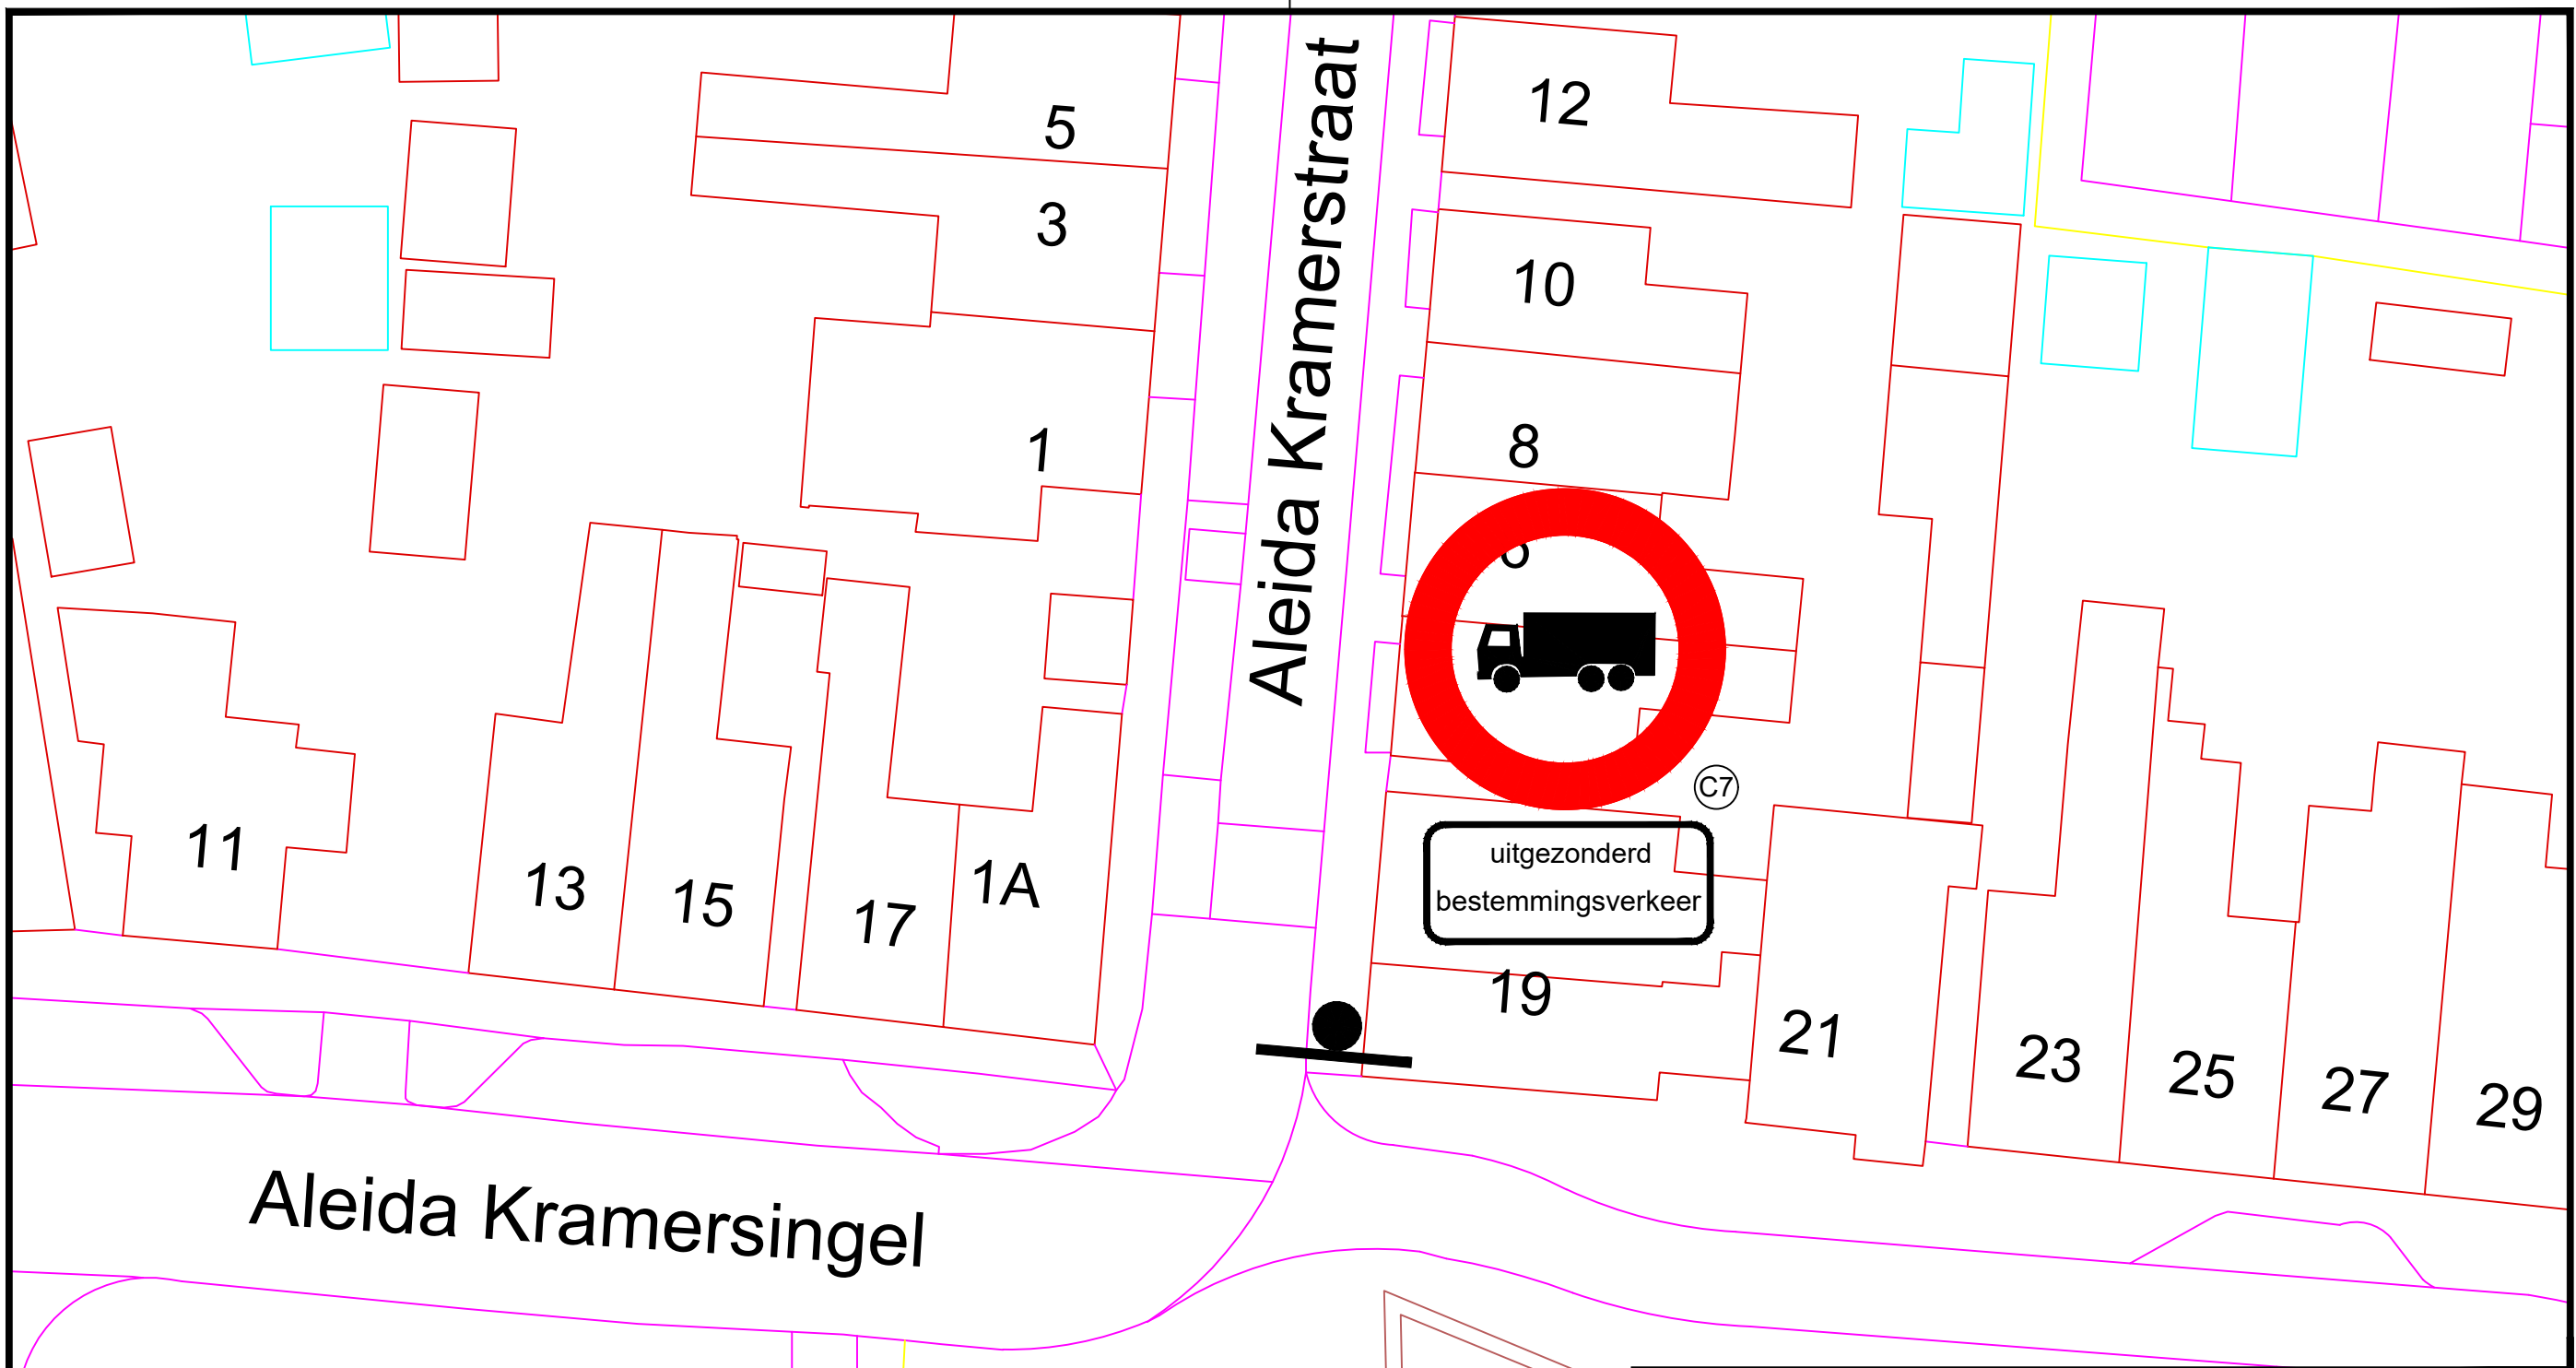 5
12
3
Aleida Kramerstraat
10
1
8
6
C7
11
13
15
17
1A
uitgezonderd
bestemmingsverkeer
19
21
23
25
27
29
Aleida Kramersingel